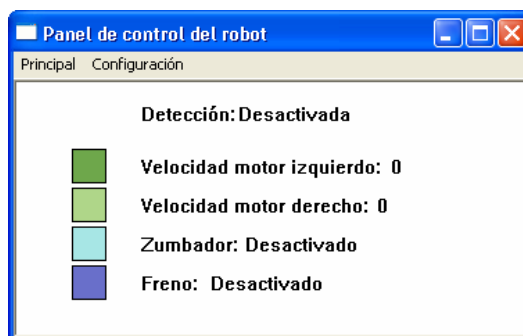 Panel de control del robot
Principal Configuración
Detección: Desactivada
Velocidad motor izquierdo: 0
Velocidad motor derecho: 0
Zumbador: Desactivado
Freno: Desactivado